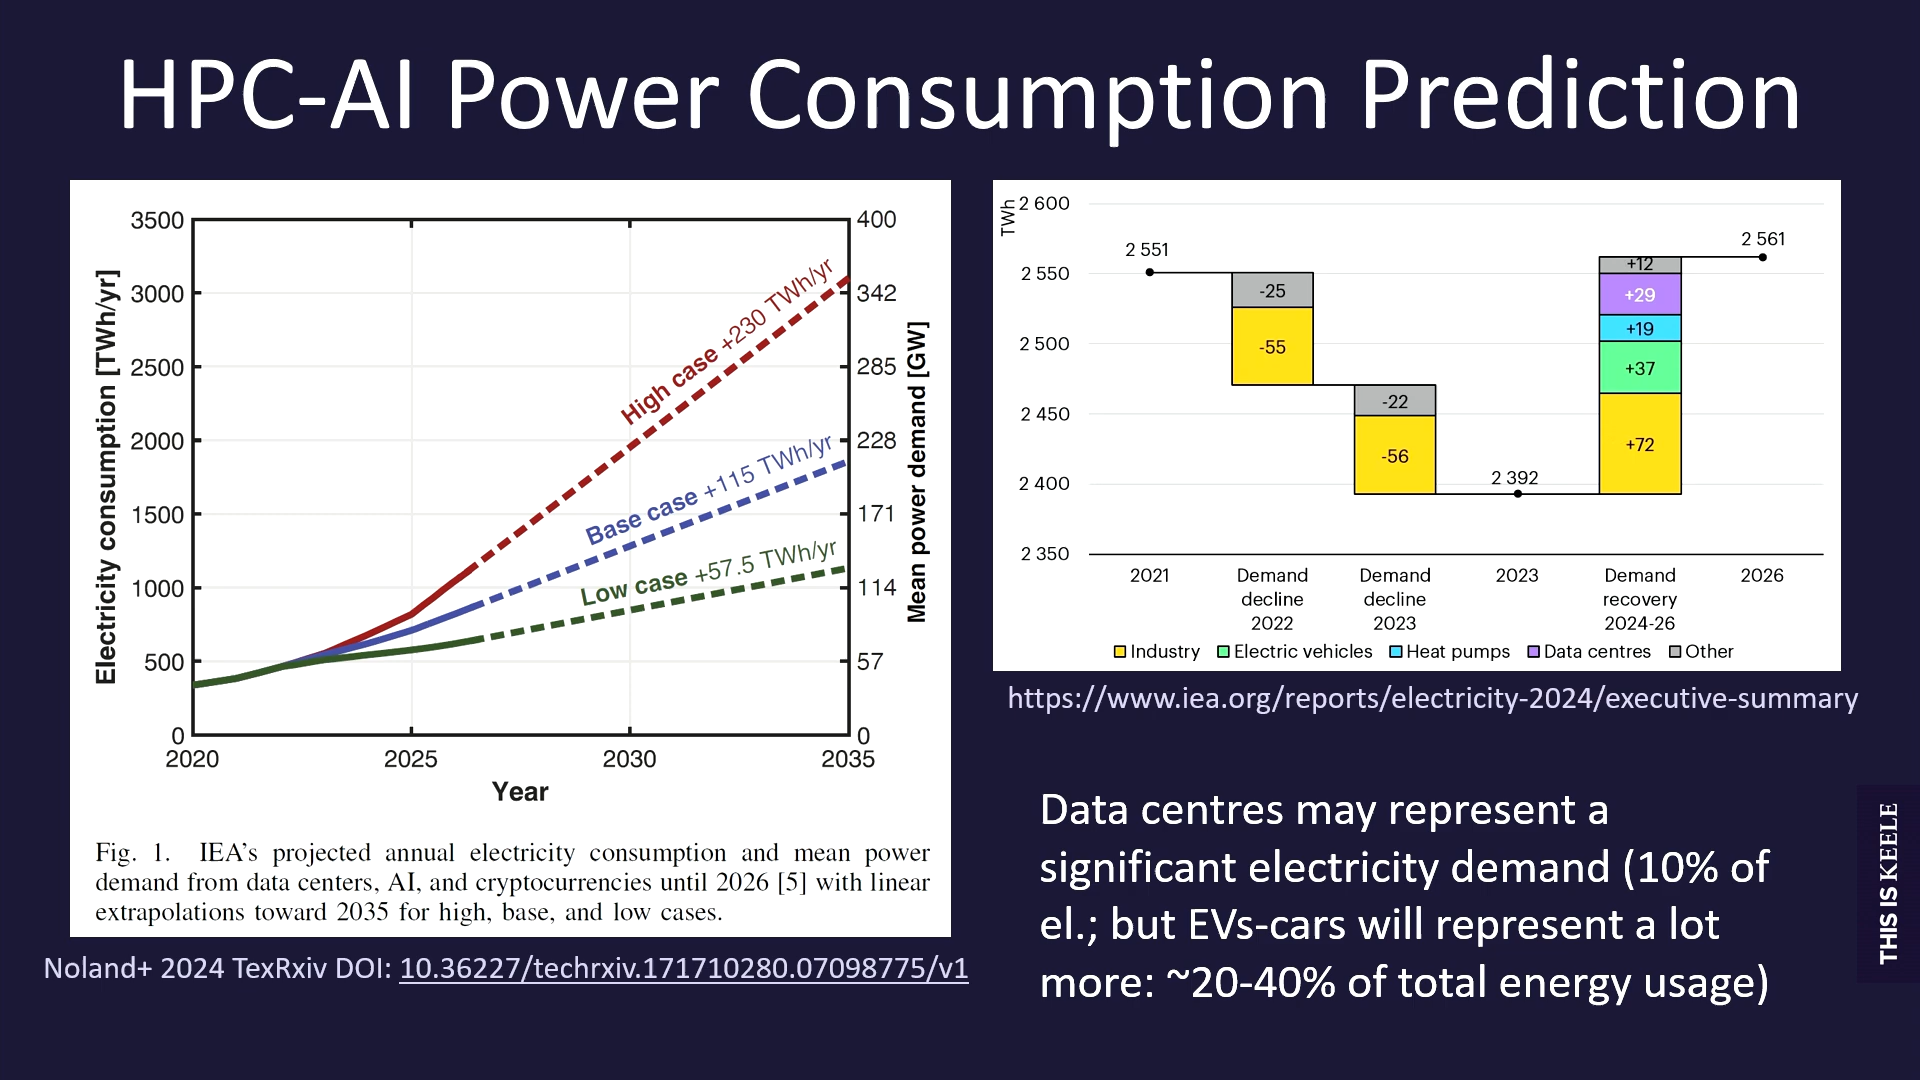 HPC-AI Power Consumption Prediction
3500
3000
2500
2000
1500
1000
500
0
400
342
285
228
171
114
57
0
Electricity consumption [TWh/yr]
Mean power demand [GW]
High case +230 TWh/yr
Base case +115 TWh/yr
Low case +57.5 TWh/yr
2020 2025 2030 2035
Year
Fig. 1. IEA's projected annual electricity consumption and mean power
demand from data centers, AI, and cryptocurrencies until 2026 [5] with linear
extrapolations toward 2035 for high, base, and low cases.
Noland+ 2024 TexRxiv DOI: 10.36227/techrxiv.171710280.07098775/v1
TWh
2 600
2 550
2 500
2 450
2 400
2 350
2 551
-25
-55
-22
-56
2 392
+12
+29
+19
+37
+72
2 561
2021
Demand
decline
2022
Demand
decline
2023
2023
Demand
recovery
2024-26
2026
Industry Electric vehicles Heat pumps Data centres Other
https://www.iea.org/reports/electricity-2024/executive-summary
Data centres may represent a
significant electricity demand (10% of
el.; but EVs-cars will represent a lot
more: ~20-40% of total energy usage)
THIS IS KEELE